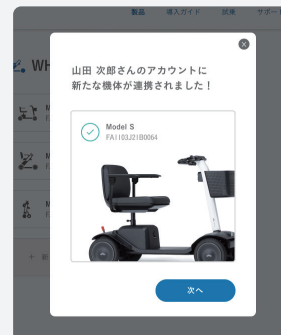 製品 導入ガイド 試乗 サポート
WH
山田 次郎さんのアカウントに
新たな機体が連携されました！
Model S
FA1103J21B0064
次へ